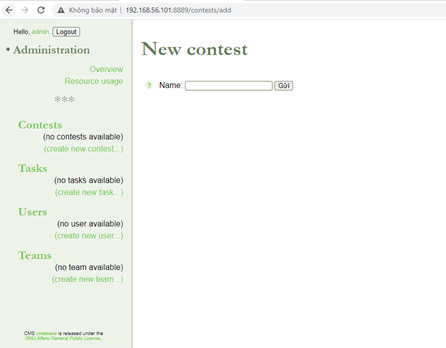 Không bảo mật | 192.168.56.101:8889/contests/add
Hello, admin. Logout
• Administration
Overview
Resource usage
***
Contests
(no contests available)
(create new contest...)
Tasks
(no tasks available)
(create new task...)
Users
(no user available)
(create new user...)
Teams
(no team available)
(create new team...)
CMS codebase is released under the
GNU Affero General Public License.
New contest
? Name: Gửi